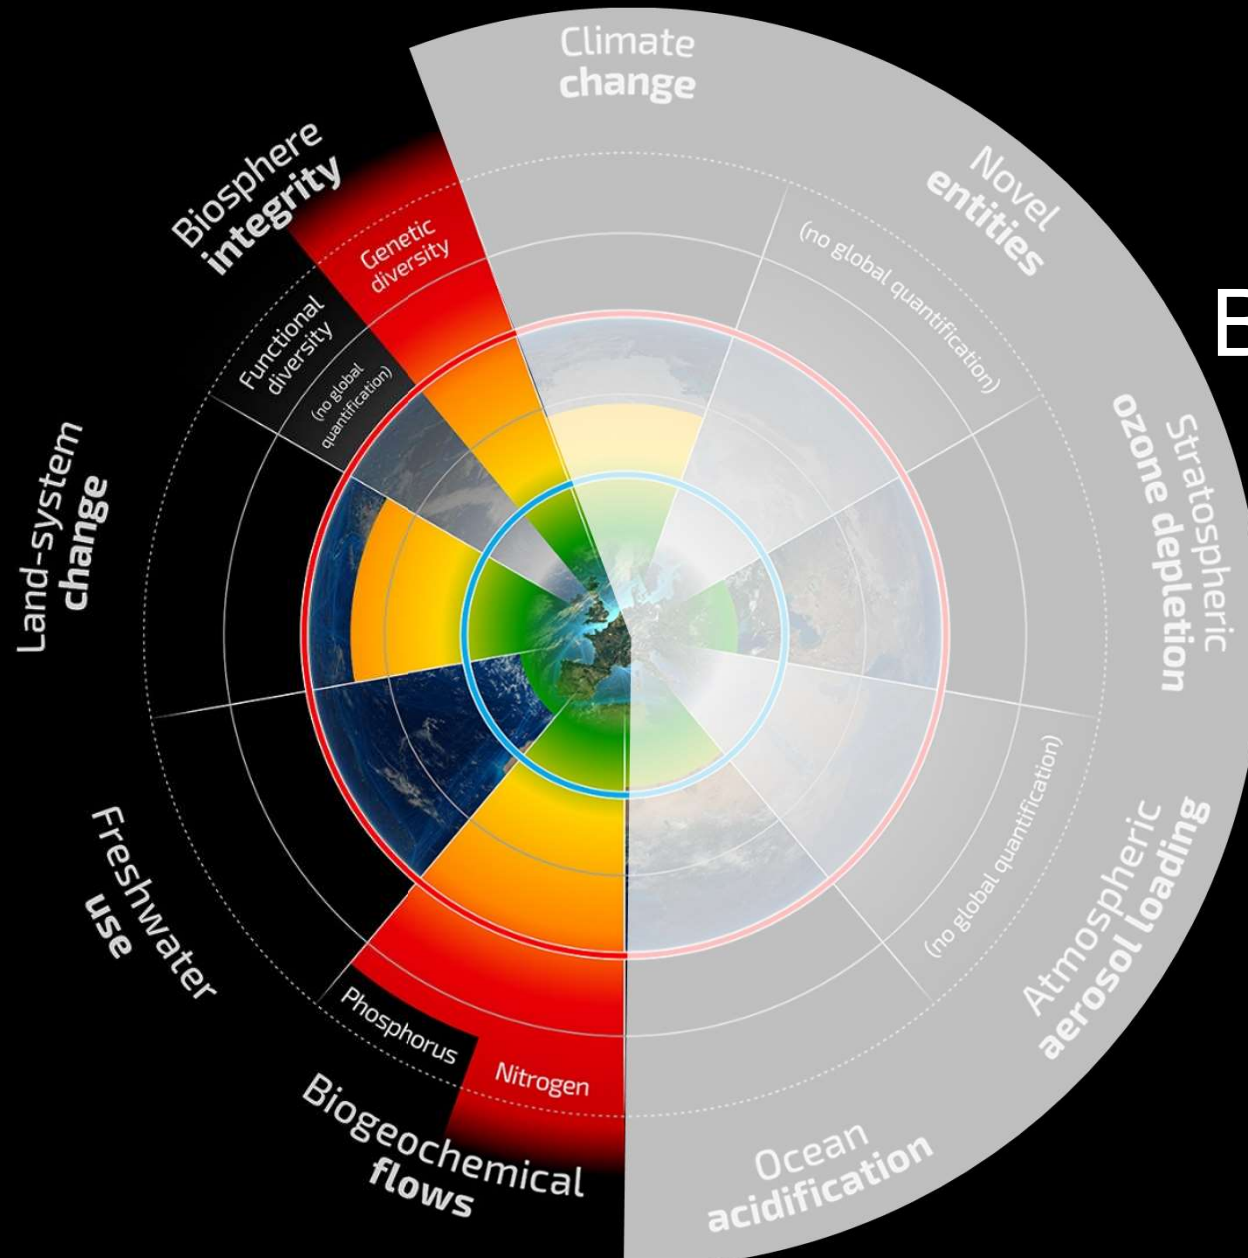 Climate
change
Novel
entities
(no global quantification)
Stratospheric
ozone depletion
(no global quantification)
Atmospheric
aerosol loading
Ocean
acidification
Biogeochemical
flows
Phosphorus
Nitrogen
Freshwater
use
Land-system
change
Biosphere
integrity
Genetic
diversity
Functional
diversity
(no global
quantification)